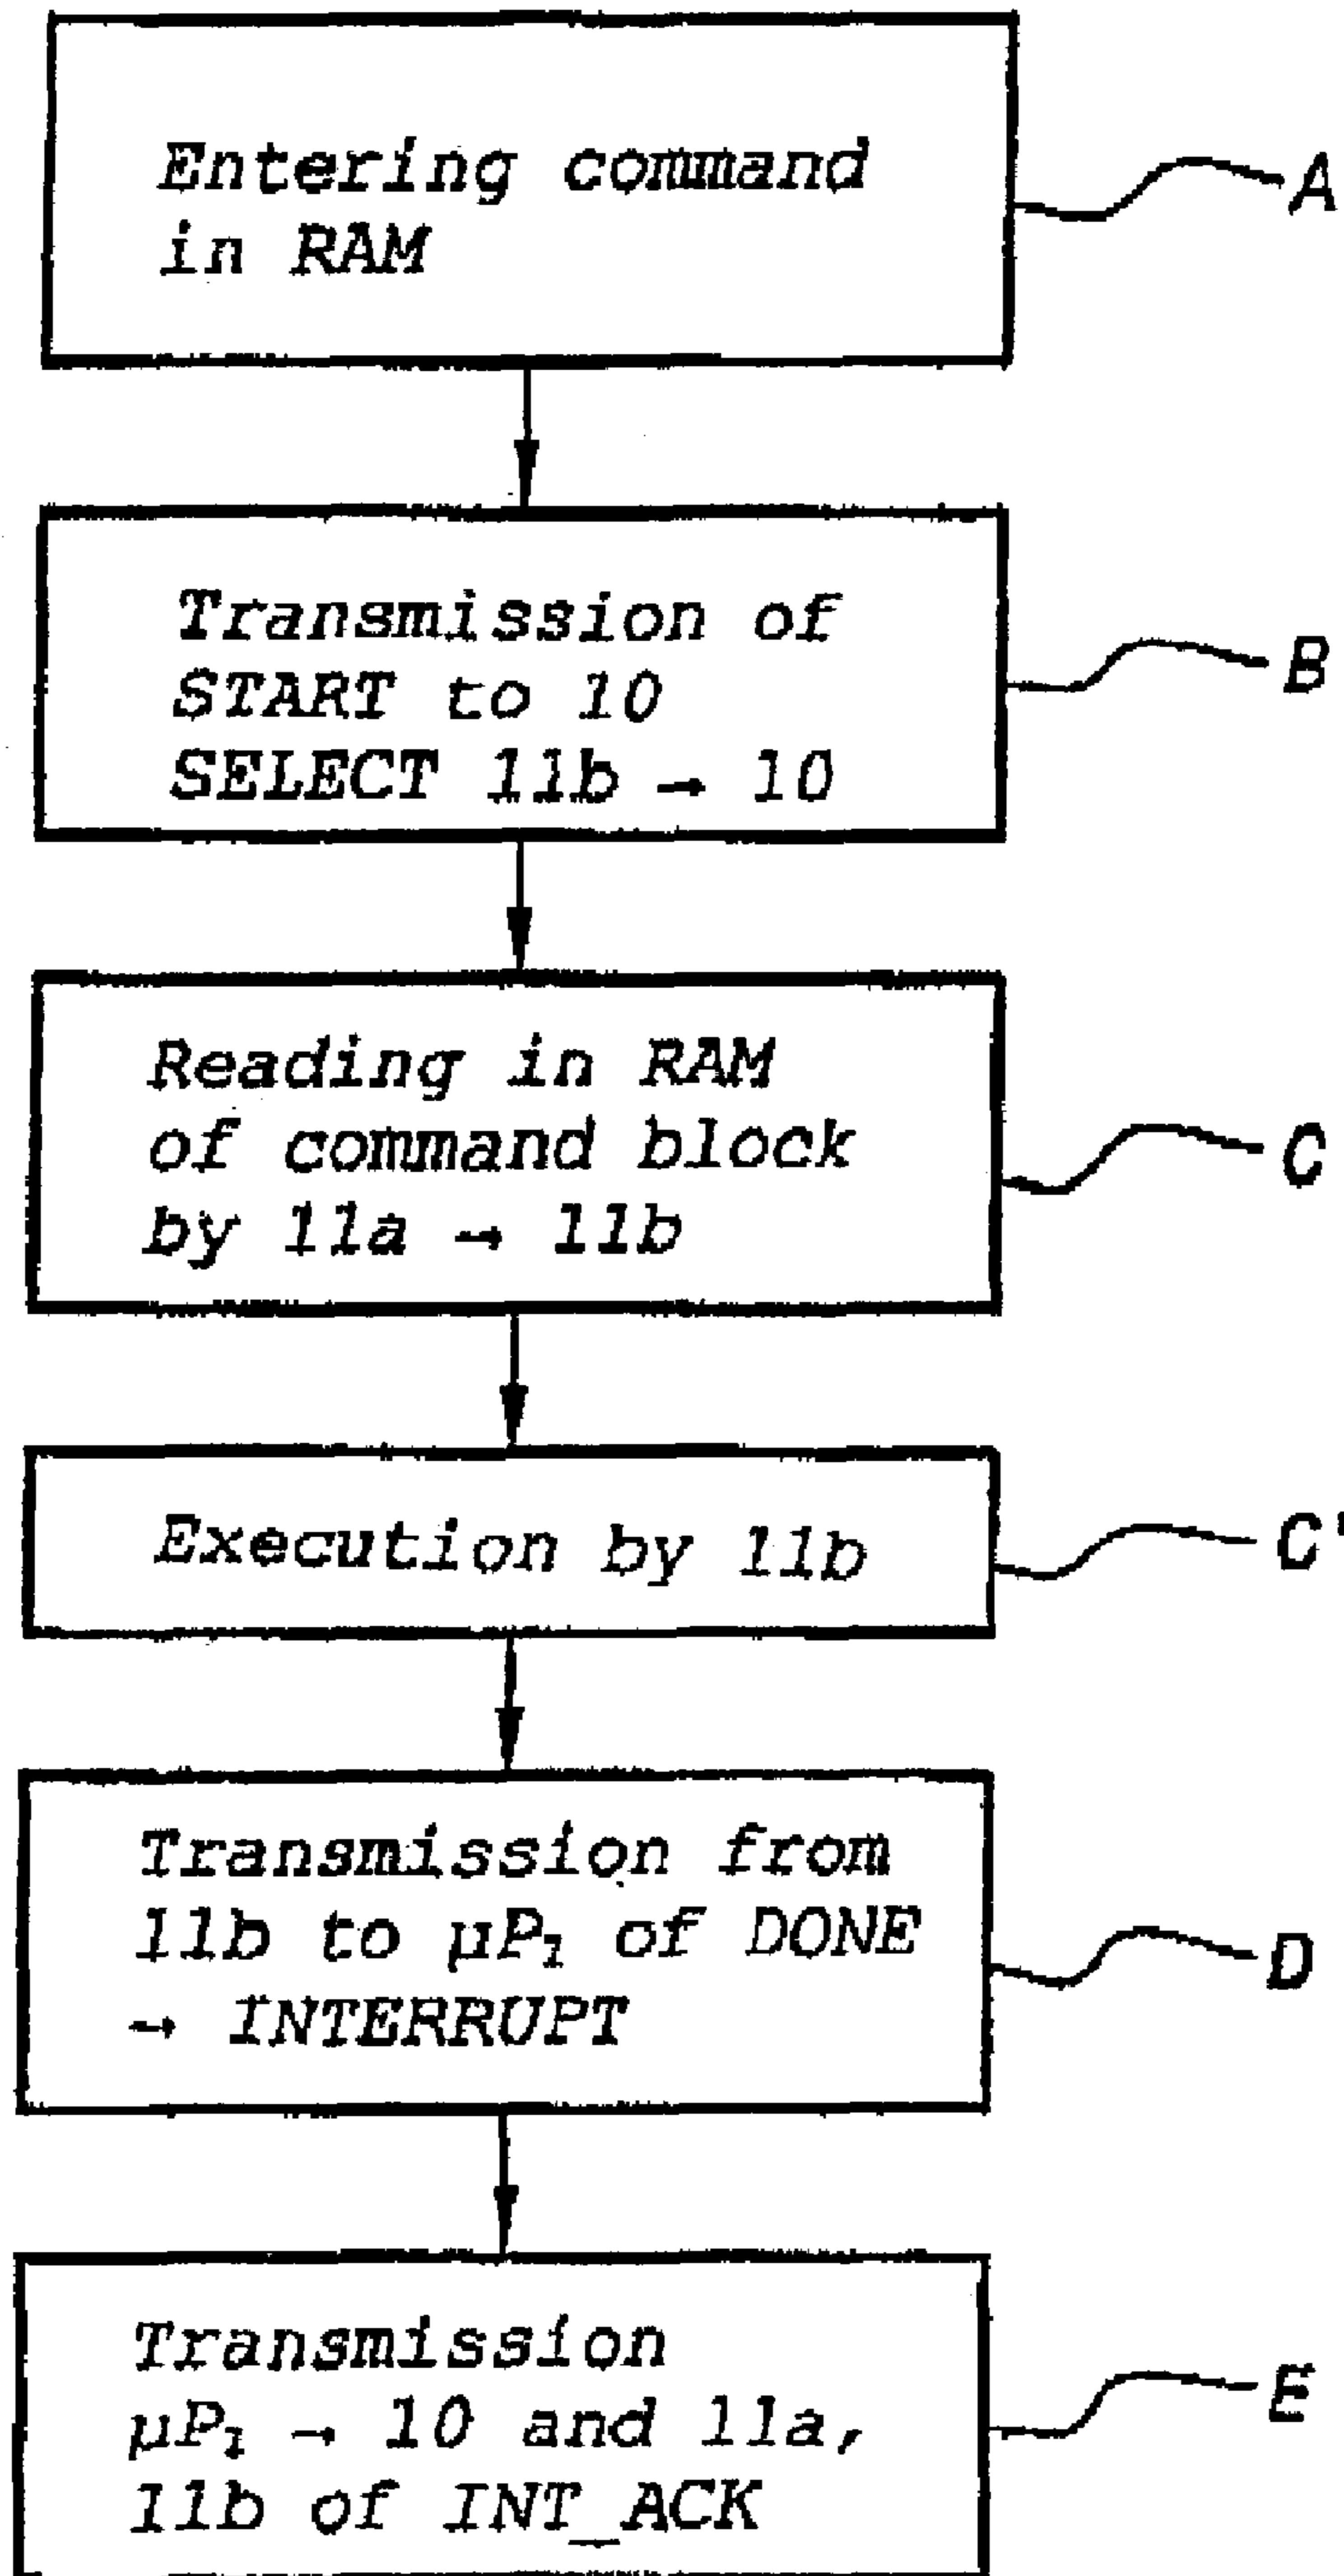 Entering command
in RAM
A
Transmission of
START to 10
SELECT 11b → 10
B
Reading in RAM
of command block
by 11a → 11b
C
Execution by 11b
C'
Transmission from
11b to µP₁ of DONE
→ INTERRUPT
D
Transmission
µP₁ → 10 and 11a,
11b of INT_ACK
E